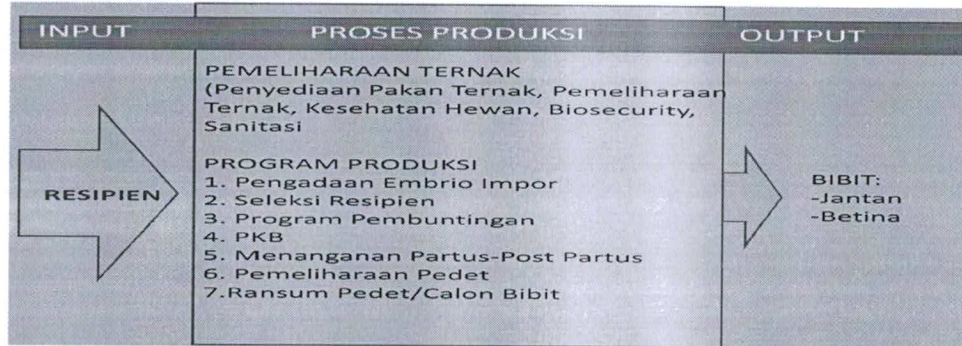 INPUT
PROSES PRODUKSI
OUTPUT
PEMELIHARAAN TERNAK
(Penyediaan Pakan Ternak, Pemeliharaan
Ternak, Kesehatan Hewan, Biosecurity,
Sanitasi
PROGRAM PRODUKSI
1. Pengadaan Embrio Impor
2. Seleksi Resipien
3. Program Pembuntingan
4. PKB
5. Menanganan Partus-Post Partus
6. Pemeliharaan Pedet
7.Ransum Pedet/Calon Bibit
RESIPIEN
BIBIT:
-Jantan
-Betina